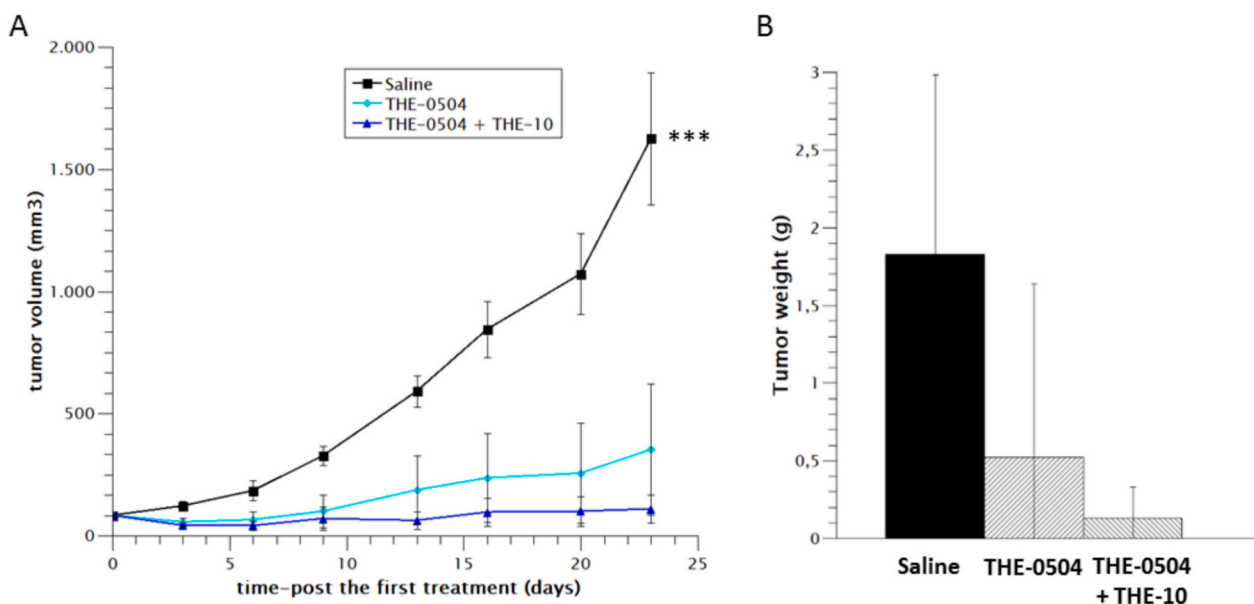 A
2.000
1.500
1.000
500
0
tumor volume (mm3)
Saline
THE-0504
THE-0504 + THE-10
***
0
5
10
15
20
25
time-post the first treatment (days)
B
3
2,5
2
1,5
1
0,5
0
Tumor weight (g)
Saline
THE-0504
THE-0504
+ THE-10